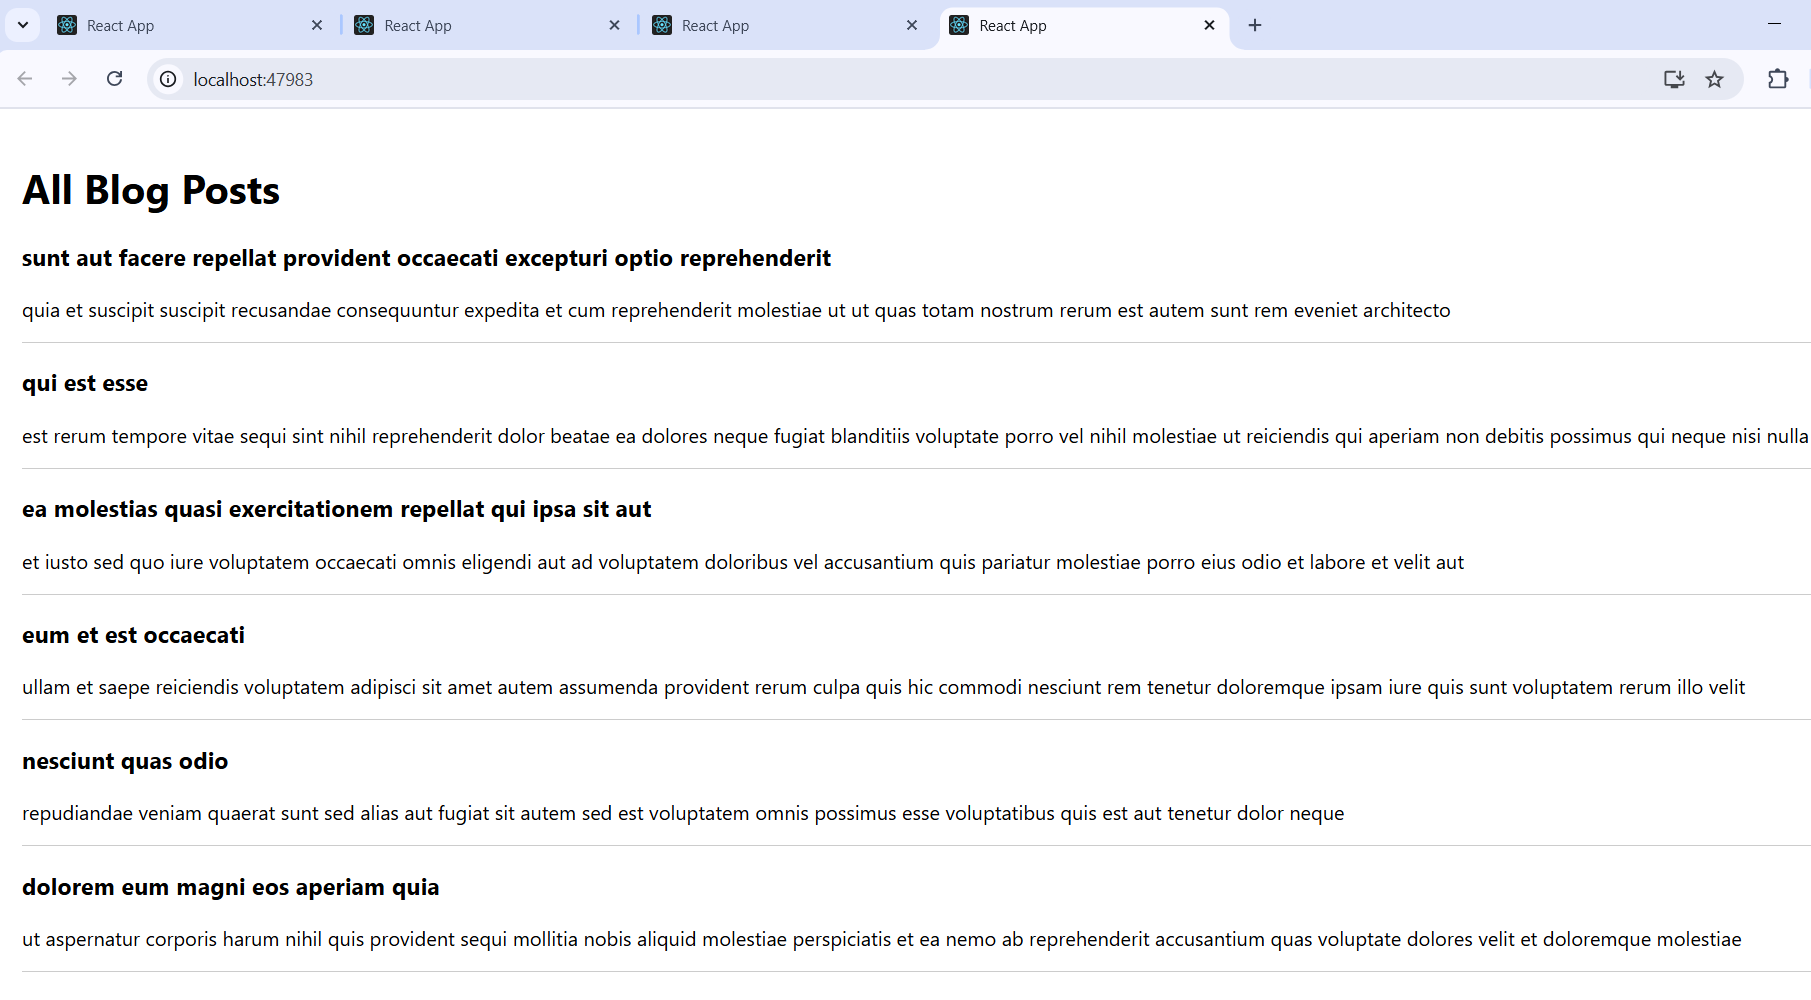 React App
React App
React App
React App
localhost:47983
All Blog Posts
sunt aut facere repellat provident occaecati excepturi optio reprehenderit
quia et suscipit suscipit recusandae consequuntur expedita et cum reprehenderit molestiae ut ut quas totam nostrum rerum est autem sunt rem eveniet architecto
qui est esse
est rerum tempore vitae sequi sint nihil reprehenderit dolor beatae ea dolores neque fugiat blanditiis voluptate porro vel nihil molestiae ut reiciendis qui aperiam non debitis possimus qui neque nisi nulla
ea molestias quasi exercitationem repellat qui ipsa sit aut
et iusto sed quo iure voluptatem occaecati omnis eligendi aut ad voluptatem doloribus vel accusantium quis pariatur molestiae porro eius odio et labore et velit aut
eum et est occaecati
ullam et saepe reiciendis voluptatem adipisci sit amet autem assumenda provident rerum culpa quis hic commodi nesciunt rem tenetur doloremque ipsam iure quis sunt voluptatem rerum illo velit
nesciunt quas odio
repudiandae veniam quaerat sunt sed alias aut fugiat sit autem sed est voluptatem omnis possimus esse voluptatibus quis est aut tenetur dolor neque
dolorem eum magni eos aperiam quia
ut aspernatur corporis harum nihil quis provident sequi mollitia nobis aliquid molestiae perspiciatis et ea nemo ab reprehenderit accusantium quas voluptate dolores velit et doloremque molestiae